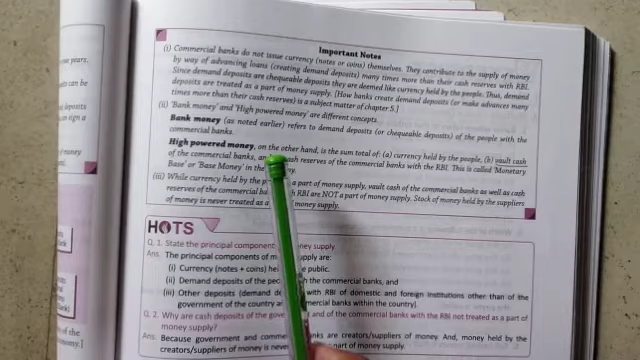 Important Notes
(i) Commercial banks do not issue currency (notes or coins) themselves. They contribute to the supply of money
by way of advancing loans (creating demand deposits) many times more than their cash reserves with RBI.
Since demand deposits are chequeable deposits they are deemed like currency held by the people. Thus, demand
deposits are treated as a part of money supply. [How banks create demand deposits (or make advances many
times more than their cash reserves) is a subject matter of chapter 5.]
(ii) 'Bank money' and 'High powered money' are different concepts.
Bank money (as noted earlier) refers to demand deposits (or chequeable deposits) of the people with the
commercial banks.
High powered money, on the other hand, is the sum total of: (a) currency held by the people, (b) vault cash
of the commercial banks, and cash reserves of the commercial banks with the RBI. This is called 'Monetary
Base' or 'Base Money' in the
(iii) While currency held by the a part of money supply, vault cash of the commercial banks as well as cash
reserves of the commercial RBI are NOT a part of money supply. Stock of money held by the suppliers
of money is never treated as a money supply.
HOTS
Q. 1. State the principal money supply
Ans. The principal components of supply are:
(i) Currency (notes + coins) public.
(ii) Demand deposits of the the commercial banks, and
(iii) Other deposits (demand with RBI of domestic and foreign institutions other than of the
government of the country commercial banks within the country).
Q. 2. Why are cash deposits of the and of the commercial banks with the RBI not treated as a part of
money supply?
Ans. Because government and banks are creators/suppliers of money. And, money held by the
creators/suppliers of money is part of money supply.
years,
can be
deposits
can sign a
of money
of the
economy.]